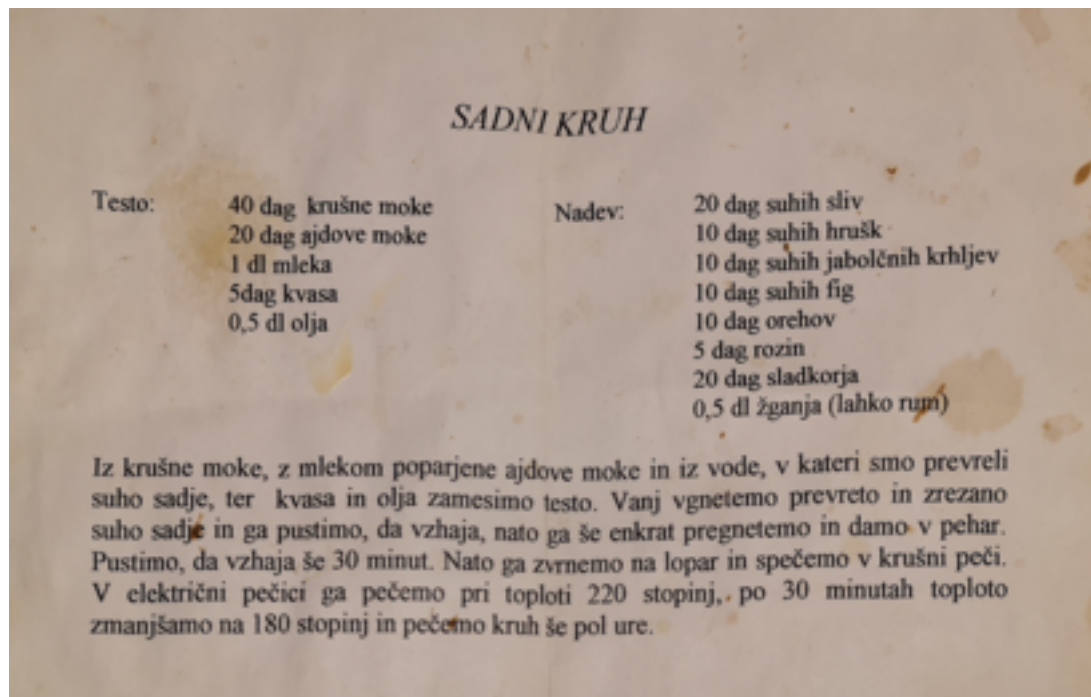 SADNI KRUH
Testo:
40 dag krušne moke
20 dag ajdove moke
1 dl mleka
5dag kvasa
0,5 dl olja
Nadev:
20 dag suhih sliv
10 dag suhih hrušk
10 dag suhih jabolčnih krhljev
10 dag suhih fig
10 dag orehov
5 dag rozin
20 dag sladkorja
0,5 dl žganja (lahko rum)
Iz krušne moke, z mlekom poparjene ajdove moke in iz vode, v kateri smo prevreli
suho sadje, ter kvasa in olja zamesimo testo. Vanj vgnetemo prevreto in zrezano
suho sadje in ga pustimo, da vzhaja, nato ga še enkrat pregnetemo in damo v pehar.
Pustimo, da vzhaja še 30 minut. Nato ga zvrnemo na lopar in spečemo v krušni peči.
V električni pečici ga pečemo pri toploti 220 stopinj, po 30 minutah toploto
zmanjšamo na 180 stopinj in pečemo kruh še pol ure.